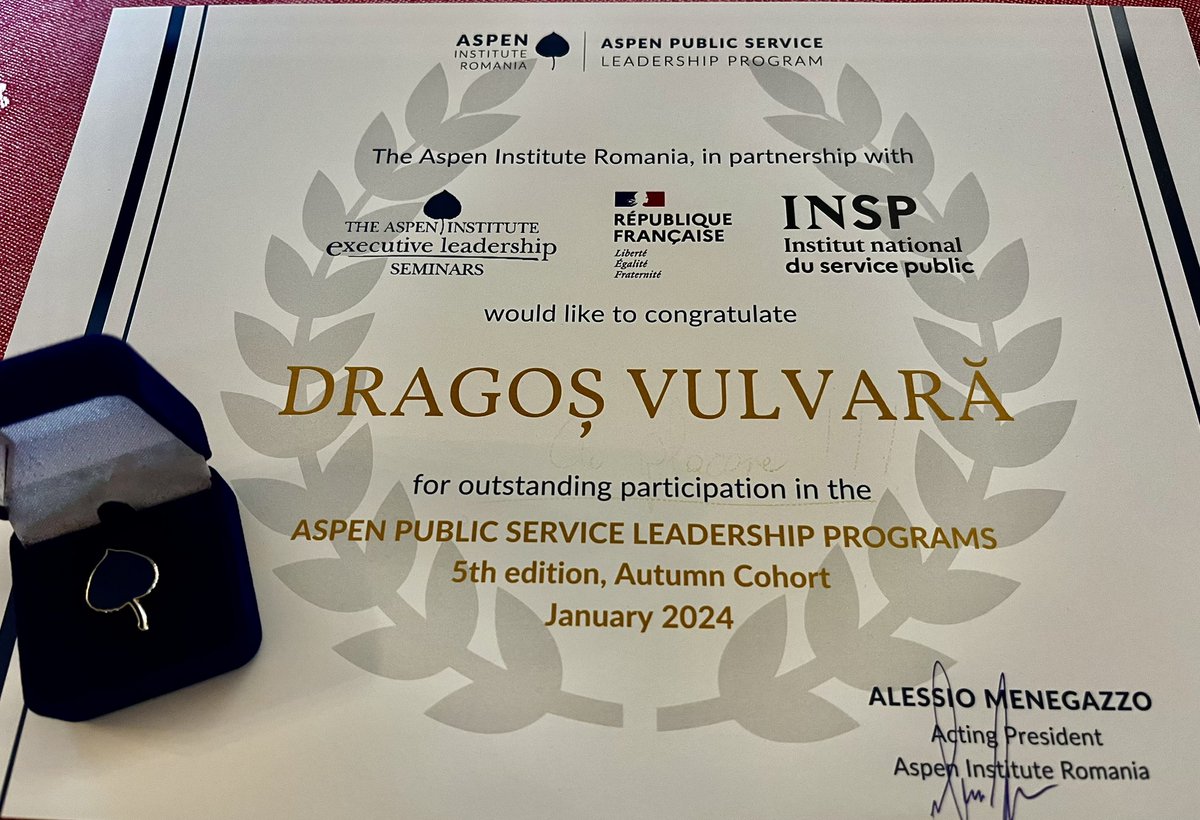 ASPEN
INSTITUTE
ROMANIA
ASPEN PUBLIC SERVICE
LEADERSHIP PROGRAM
The Aspen Institute Romania, in partnership with
THE ASPEN INSTITUTE
executive leadership
SEMINARS
RÉPUBLIQUE
FRANÇAISE
Liberté
Égalité
Fraternité
INSP
Institut national
du service public
would like to congratulate
DRAGOȘ VULVARĂ
for outstanding participation in the
ASPEN PUBLIC SERVICE LEADERSHIP PROGRAMS
5th edition, Autumn Cohort
January 2024
ALESSIO MENEGAZZO
Acting President
Aspen Institute Romania